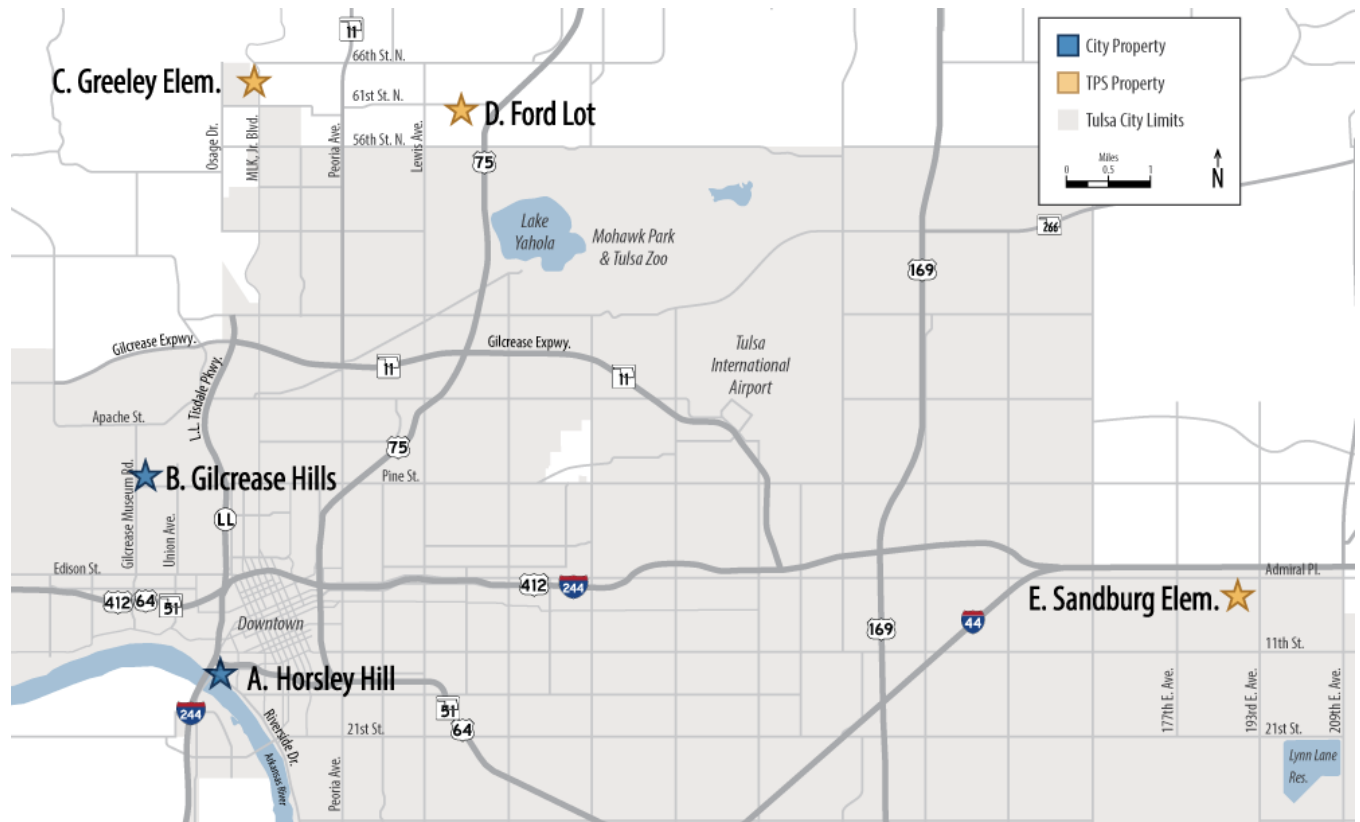 11
66th St. N.
C. Greeley Elem.
61st St. N.
D. Ford Lot
56th St. N.
Osage Dr.
MLK, Jr. Blvd.
Peoria Ave.
Lewis Ave.
75
City Property
TPS Property
Tulsa City Limits
Miles
0 0.5 1
N
Lake
Yahola
Mohawk Park
& Tulsa Zoo
266
169
Gilcrease Expwy.
L.L. Tisdale Pkwy.
11
Gilcrease Expwy.
11
Tulsa
International
Airport
Apache St.
75
B. Gilcrease Hills
Pine St.
Gilcrease Museum Rd.
Union Ave.
LL
Edison St.
412
64
51
412
244
Admiral Pl.
E. Sandburg Elem.
Downtown
169
44
11th St.
A. Horsley Hill
244
Riverside Dr.
Arkansas River
Peoria Ave.
21st St.
51
64
177th E. Ave.
193rd E. Ave.
209th E. Ave.
21st St.
Lynn Lane
Res.